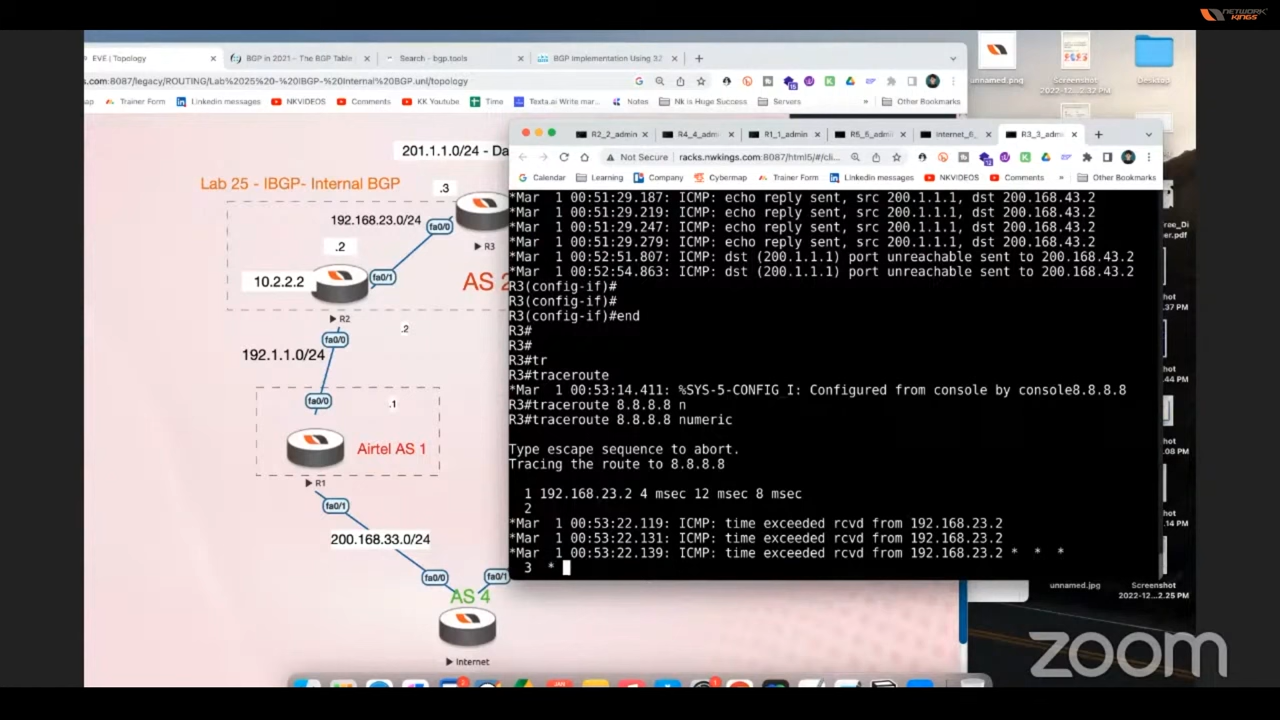 NETWORK
KINGS
EVE | Topology
BGP in 2021 – The BGP Table
Search - bgp.tools
BGP Implementation Using 32
s.com:8087/legacy/ROUTING/Lab%2025%20-%20IBGP-%20Internal%20BGP.unl/topology
Trainer Form
Linkedin messages
NKVIDEOS
Comments
KK Youtube
Time
Texta.ai Write mar...
Notes
Nk is Huge Success
Servers
»
Other Bookmarks
unnamed.png
Screenshot
2022-12...2.32 PM
Desktop
R2_2_admin
R4_4_admi
R1_1_admin
R5_5_admi
Internet_6_
R3_3_admi
Not Secure
racks.nwkings.com:8087/html5/#/cli...
Calendar
Learning
Company
Cybermap
Trainer Form
Linkedin messages
NKVIDEOS
Comments
»
Other Bookmarks
201.1.1.0/24 - Da
Lab 25 - IBGP- Internal BGP
.3
192.168.23.0/24
fa0/0
R3
.2
10.2.2.2
fa0/1
AS 2
R2
.2
fa0/0
192.1.1.0/24
fa0/0
.1
Airtel AS 1
R1
fa0/1
200.168.33.0/24
fa0/0
fa0/1
AS 4
Internet
*Mar 1 00:51:29.187: ICMP: echo reply sent, src 200.1.1.1, dst 200.168.43.2
*Mar 1 00:51:29.219: ICMP: echo reply sent, src 200.1.1.1, dst 200.168.43.2
*Mar 1 00:51:29.247: ICMP: echo reply sent, src 200.1.1.1, dst 200.168.43.2
*Mar 1 00:51:29.279: ICMP: echo reply sent, src 200.1.1.1, dst 200.168.43.2
*Mar 1 00:52:51.807: ICMP: dst (200.1.1.1) port unreachable sent to 200.168.43.2
*Mar 1 00:52:54.863: ICMP: dst (200.1.1.1) port unreachable sent to 200.168.43.2
R3(config-if)#
R3(config-if)#
R3(config-if)#end
R3#
R3#
R3#tr
R3#traceroute
*Mar 1 00:53:14.411: %SYS-5-CONFIG I: Configured from console by console8.8.8.8
R3#traceroute 8.8.8.8 n
R3#traceroute 8.8.8.8 numeric
Type escape sequence to abort.
Tracing the route to 8.8.8.8
1 192.168.23.2 4 msec 12 msec 8 msec
2
*Mar 1 00:53:22.119: ICMP: time exceeded rcvd from 192.168.23.2
*Mar 1 00:53:22.131: ICMP: time exceeded rcvd from 192.168.23.2
*Mar 1 00:53:22.139: ICMP: time exceeded rcvd from 192.168.23.2 * * *
3 *
unnamed.jpg
Screenshot
2022-12...2.25 PM
zoom